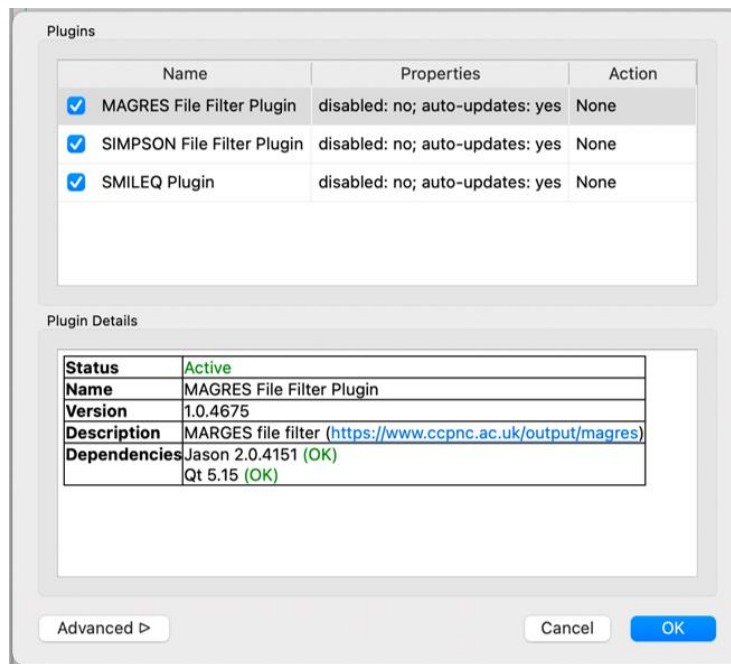 Plugins
Name Properties Action
MAGRES File Filter Plugin disabled: no; auto-updates: yes None
SIMPSON File Filter Plugin disabled: no; auto-updates: yes None
SMILEQ Plugin disabled: no; auto-updates: yes None
Plugin Details
Status Active
Name MAGRES File Filter Plugin
Version 1.0.4675
Description MARGES file filter (https://www.ccpnc.ac.uk/output/magres)
Dependencies Jason 2.0.4151 (OK)
Qt 5.15 (OK)
Advanced ▷ Cancel OK